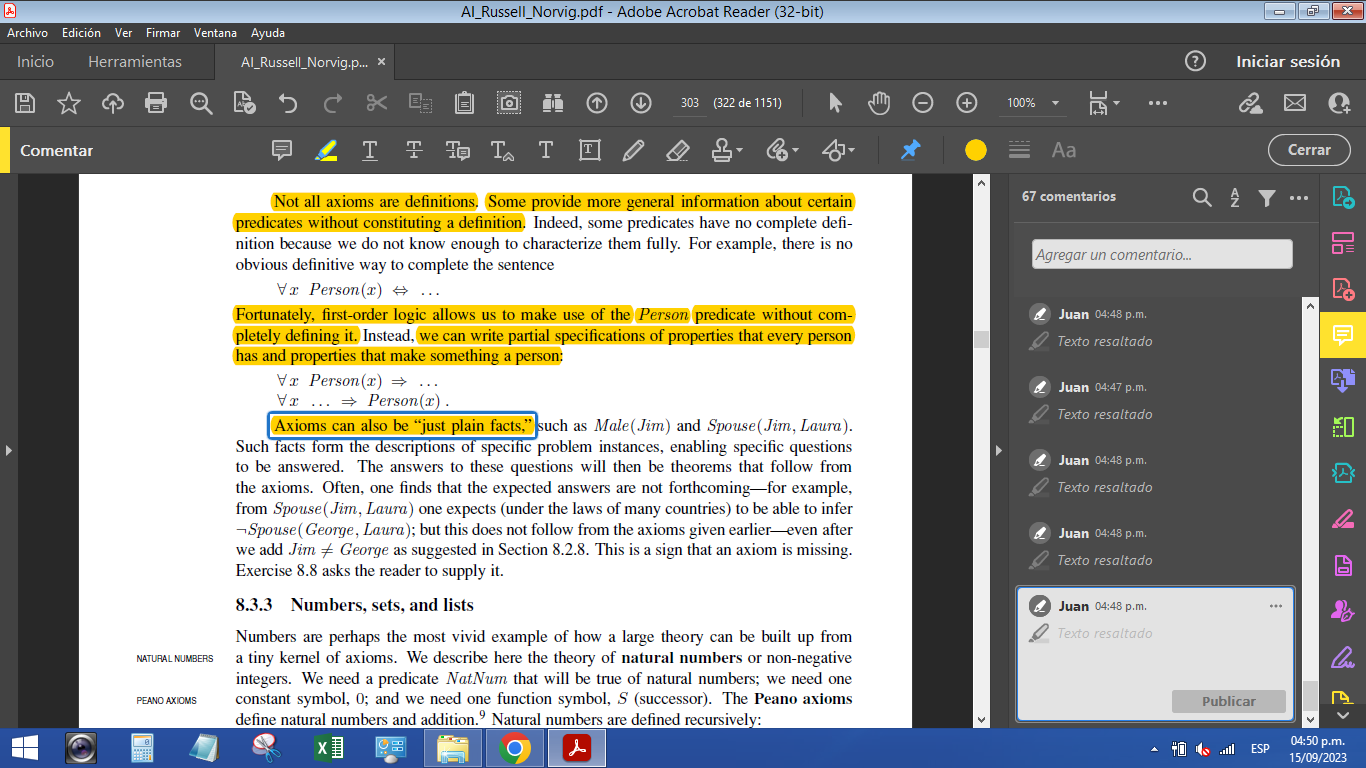 AI_Russell_Norvig.pdf - Adobe Acrobat Reader (32-bit)
Archivo Edición Ver Firmar Ventana Ayuda
Inicio Herramientas AI_Russell_Norvig.p... × Iniciar sesión
303 (322 de 1151) 100%
Comentar Aa Cerrar
Not all axioms are definitions. Some provide more general information about certain
predicates without constituting a definition. Indeed, some predicates have no complete defi-
nition because we do not know enough to characterize them fully. For example, there is no
obvious definitive way to complete the sentence
∀ x Person(x) ⇔ ...
Fortunately, first-order logic allows us to make use of the Person predicate without com-
pletely defining it. Instead, we can write partial specifications of properties that every person
has and properties that make something a person:
∀ x Person(x) ⇒ ...
∀ x ... ⇒ Person(x) .
Axioms can also be “just plain facts,” such as Male(Jim) and Spouse(Jim, Laura).
Such facts form the descriptions of specific problem instances, enabling specific questions
to be answered. The answers to these questions will then be theorems that follow from
the axioms. Often, one finds that the expected answers are not forthcoming—for example,
from Spouse(Jim, Laura) one expects (under the laws of many countries) to be able to infer
¬Spouse(George, Laura); but this does not follow from the axioms given earlier—even after
we add Jim ≠ George as suggested in Section 8.2.8. This is a sign that an axiom is missing.
Exercise 8.8 asks the reader to supply it.
8.3.3 Numbers, sets, and lists
Numbers are perhaps the most vivid example of how a large theory can be built up from
NATURAL NUMBERS a tiny kernel of axioms. We describe here the theory of natural numbers or non-negative
integers. We need a predicate NatNum that will be true of natural numbers; we need one
PEANO AXIOMS constant symbol, 0; and we need one function symbol, S (successor). The Peano axioms
define natural numbers and addition.⁹ Natural numbers are defined recursively:
67 comentarios
Agregar un comentario...
Juan 04:48 p.m.
Texto resaltado
Juan 04:47 p.m.
Texto resaltado
Juan 04:48 p.m.
Texto resaltado
Juan 04:48 p.m.
Texto resaltado
Juan 04:48 p.m.
Texto resaltado
Publicar
ESP
04:50 p.m.
15/09/2023